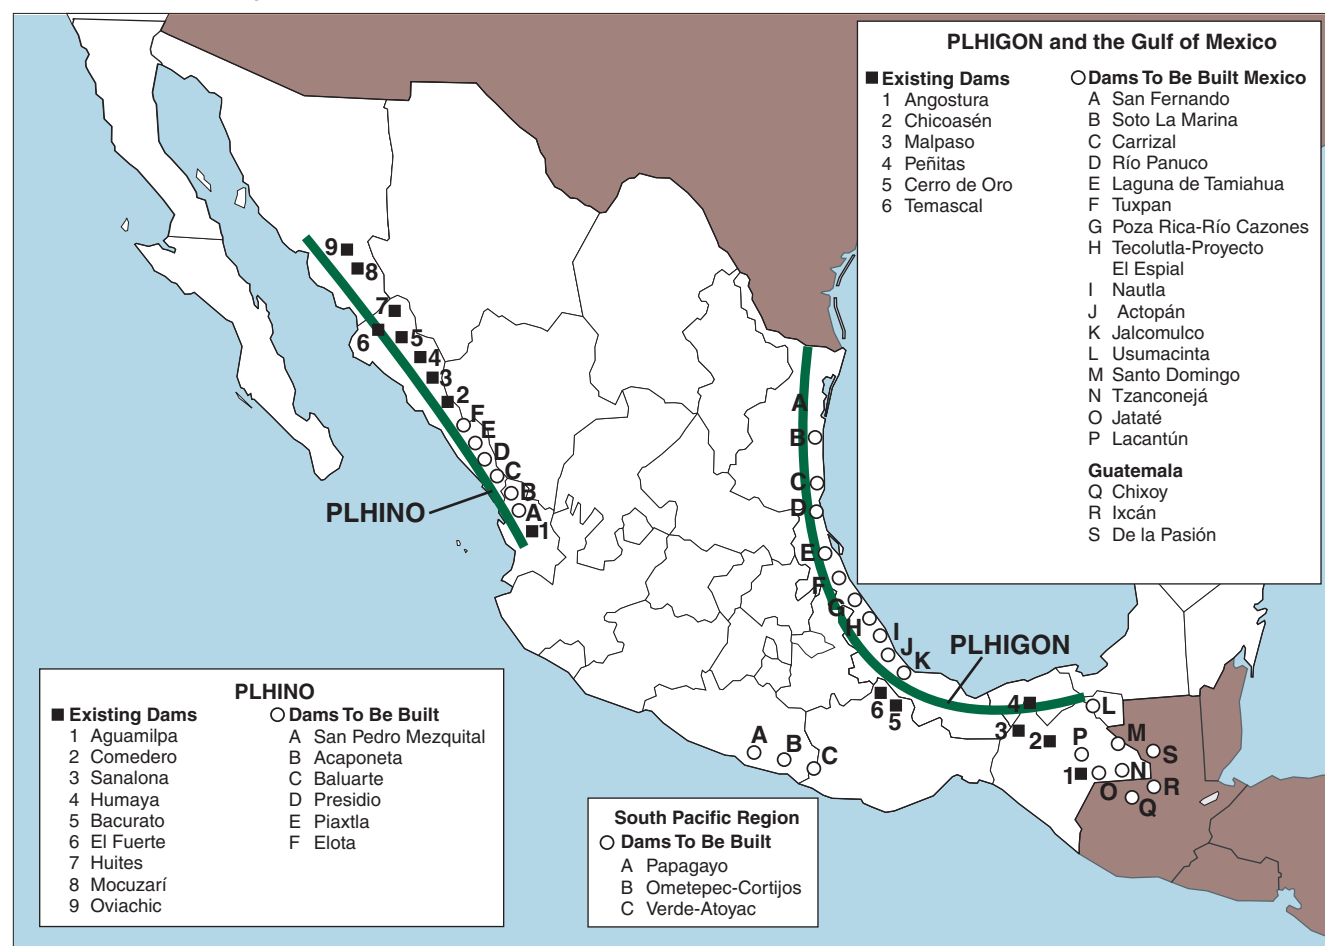 PLHIGON and the Gulf of Mexico
Existing Dams
1 Angostura
2 Chicoasén
3 Malpaso
4 Peñitas
5 Cerro de Oro
6 Temascal
Dams To Be Built Mexico
A San Fernando
B Soto La Marina
C Carrizal
D Río Panuco
E Laguna de Tamiahua
F Tuxpan
G Poza Rica-Río Cazones
H Tecolutla-Proyecto
El Espial
I Nautla
J Actopán
K Jalcomulco
L Usumacinta
M Santo Domingo
N Tzanconejá
O Jataté
P Lacantún
Guatemala
Q Chixoy
R Ixcán
S De la Pasión
9
8
7
6
5
4
3
2
F
E
D
C
B
A
1
PLHINO
A
B
C
D
E
F
G
H
I
J
K
PLHIGON
6
5
4
3
2
1
L
M
P
S
N
O
R
Q
A
B
C
PLHINO
Existing Dams
1 Aguamilpa
2 Comedero
3 Sanalona
4 Humaya
5 Bacurato
6 El Fuerte
7 Huites
8 Mocuzarí
9 Oviachic
Dams To Be Built
A San Pedro Mezquital
B Acaponeta
C Baluarte
D Presidio
E Piaxtla
F Elota
South Pacific Region
Dams To Be Built
A Papagayo
B Ometepec-Cortijos
C Verde-Atoyac